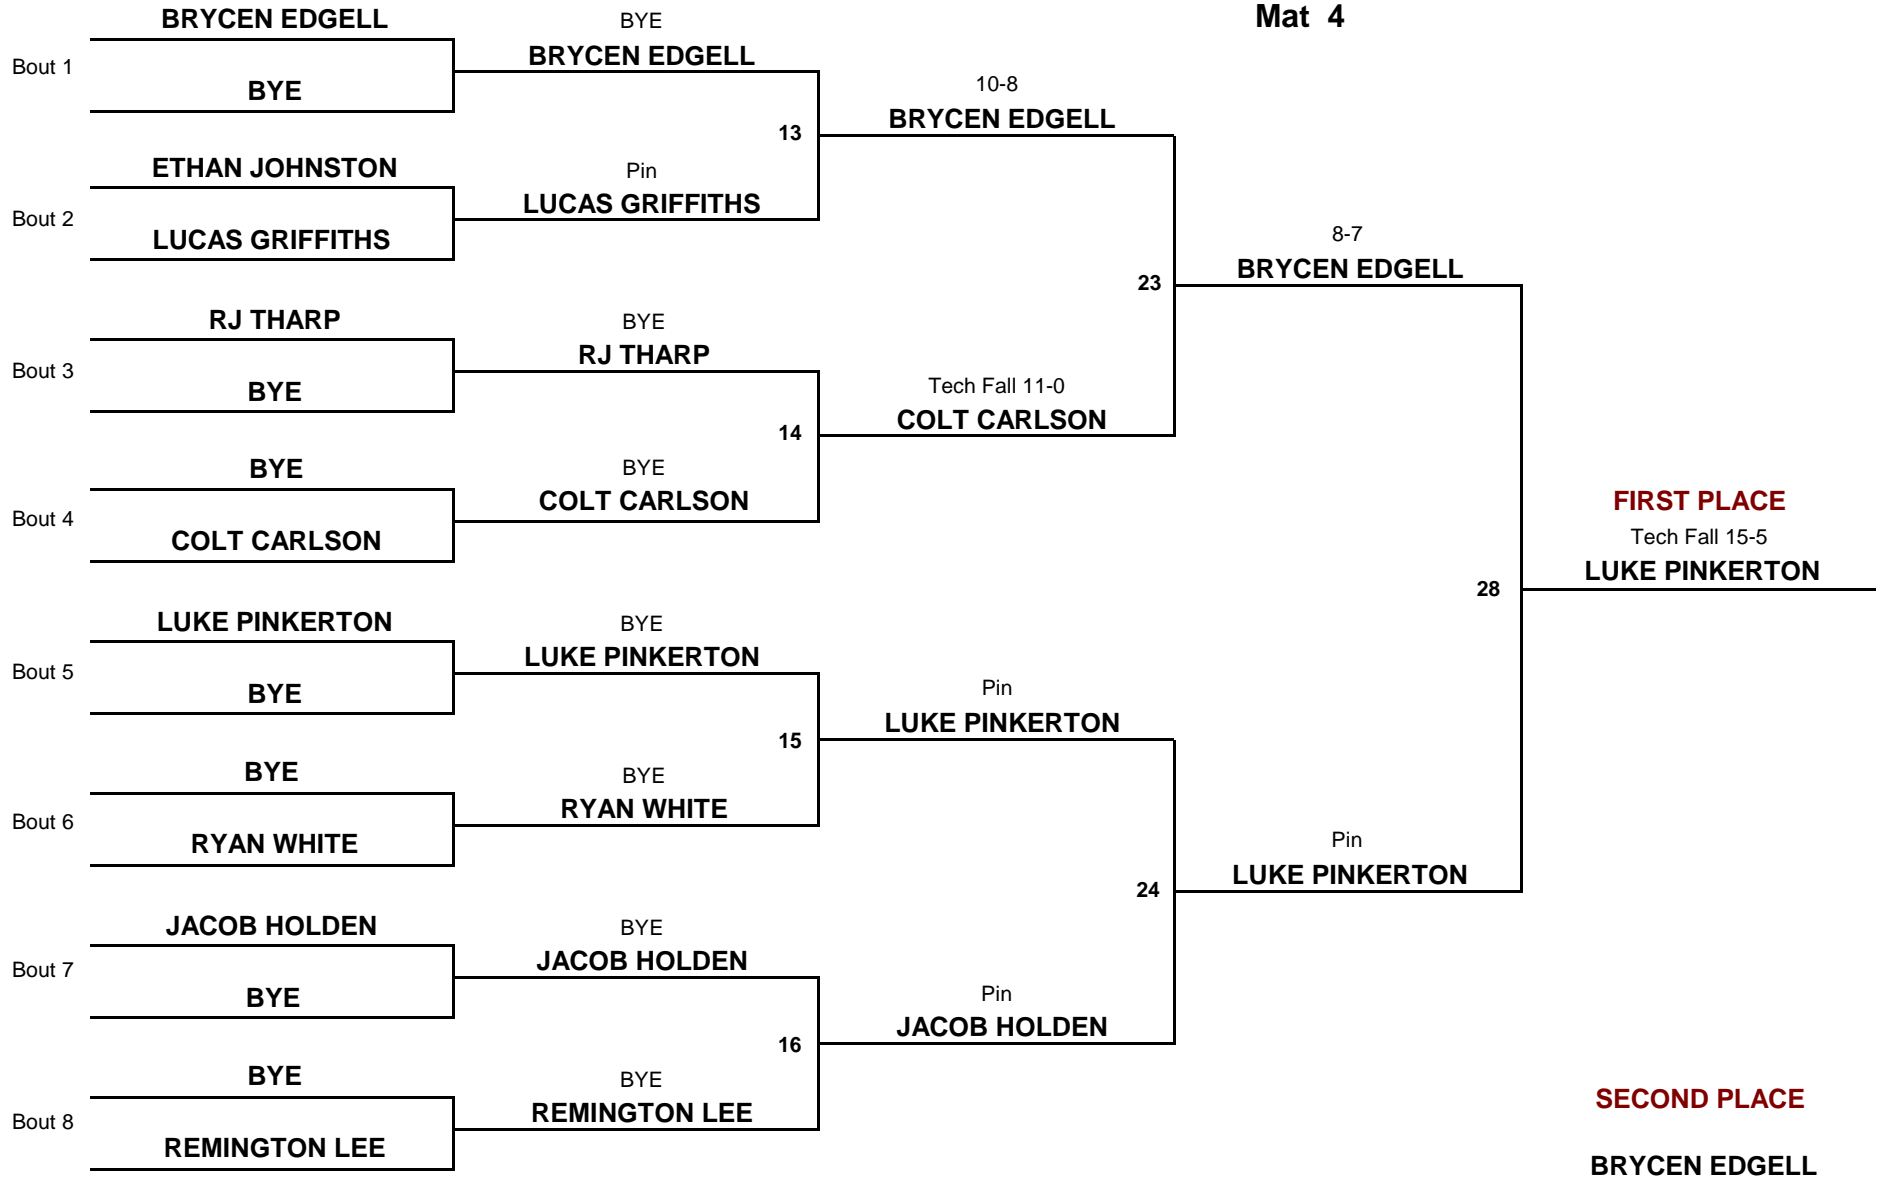 Mat 4
BRYCEN EDGELL
Bout 1
BYE
ETHAN JOHNSTON
Bout 2
LUCAS GRIFFITHS
RJ THARP
Bout 3
BYE
BYE
Bout 4
COLT CARLSON
LUKE PINKERTON
Bout 5
BYE
BYE
Bout 6
RYAN WHITE
JACOB HOLDEN
Bout 7
BYE
BYE
Bout 8
REMINGTON LEE
BYE
BRYCEN EDGELL
13
Pin
LUCAS GRIFFITHS
BYE
RJ THARP
14
BYE
COLT CARLSON
BYE
LUKE PINKERTON
15
BYE
RYAN WHITE
BYE
JACOB HOLDEN
16
BYE
REMINGTON LEE
10-8
BRYCEN EDGELL
23
Tech Fall 11-0
COLT CARLSON
Pin
LUKE PINKERTON
24
Pin
JACOB HOLDEN
8-7
BRYCEN EDGELL
28
Pin
LUKE PINKERTON
FIRST PLACE
Tech Fall 15-5
LUKE PINKERTON
SECOND PLACE
BRYCEN EDGELL